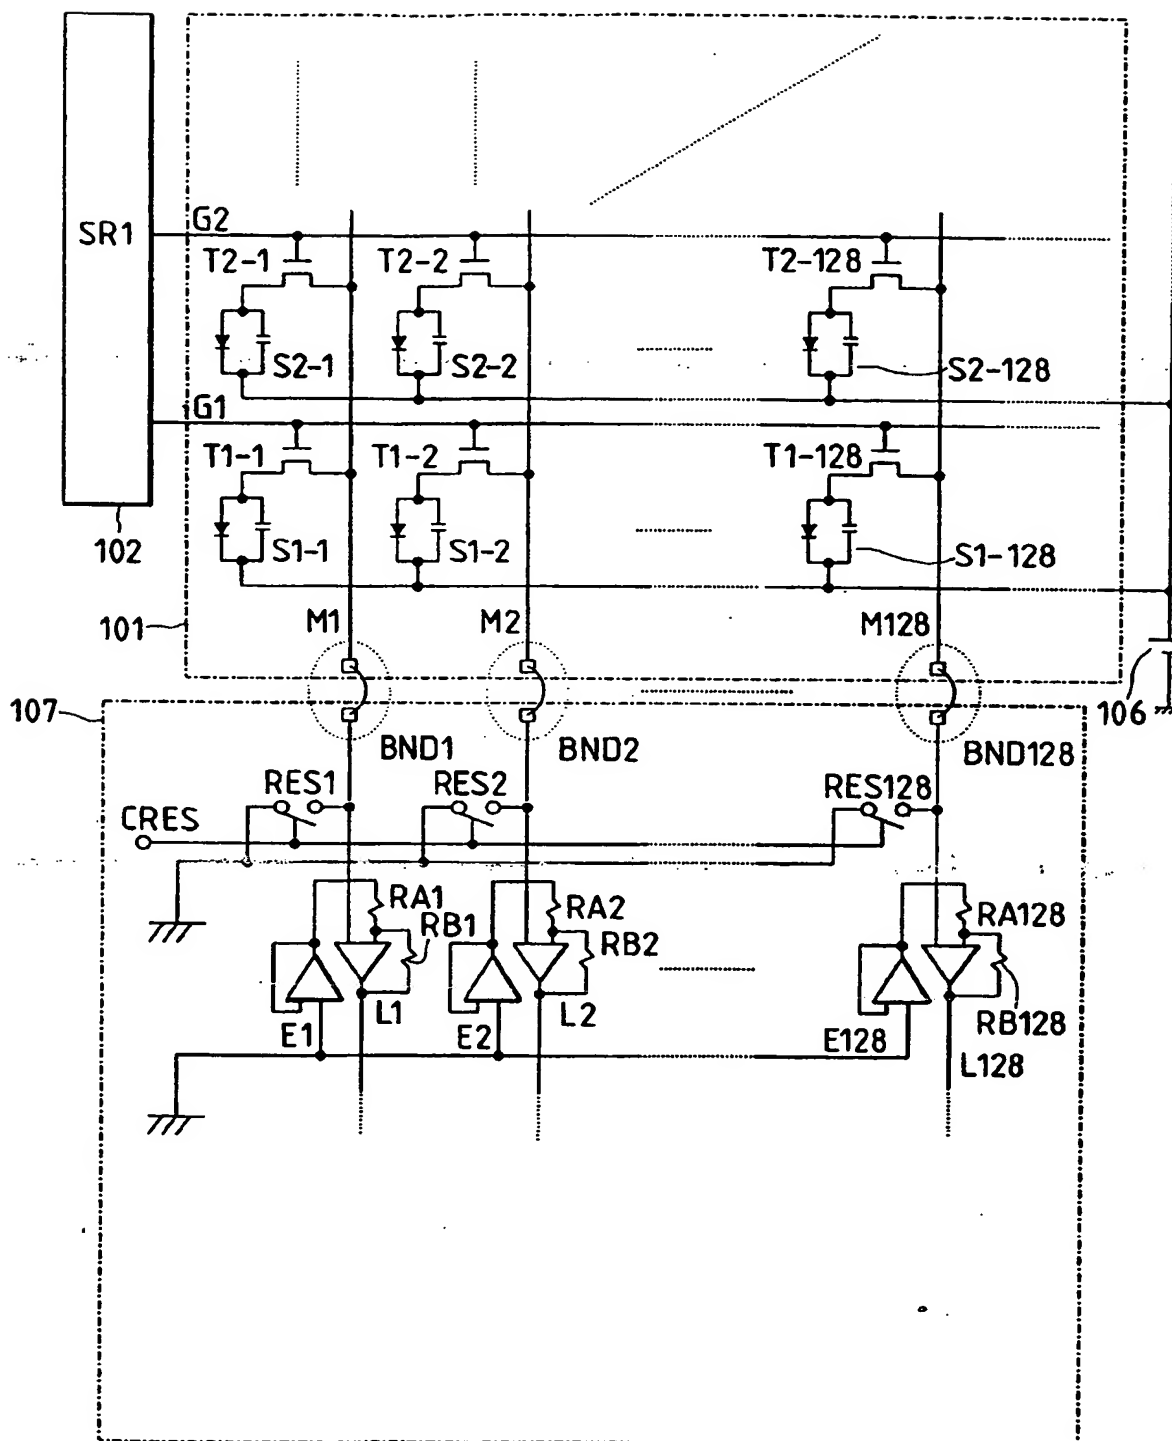 SR1
G2
T2-1 T2-2 T2-128
S2-1 S2-2 S2-128
G1
T1-1 T1-2 T1-128
102
S1-1 S1-2 S1-128
101 M1 M2 M128
107 106
BND1 BND2 BND128
RES1 RES2 RES128
CRES
RA1 RA2 RA128
RB1 RB2
E1 L1 E2 L2 E128 RB128
L128